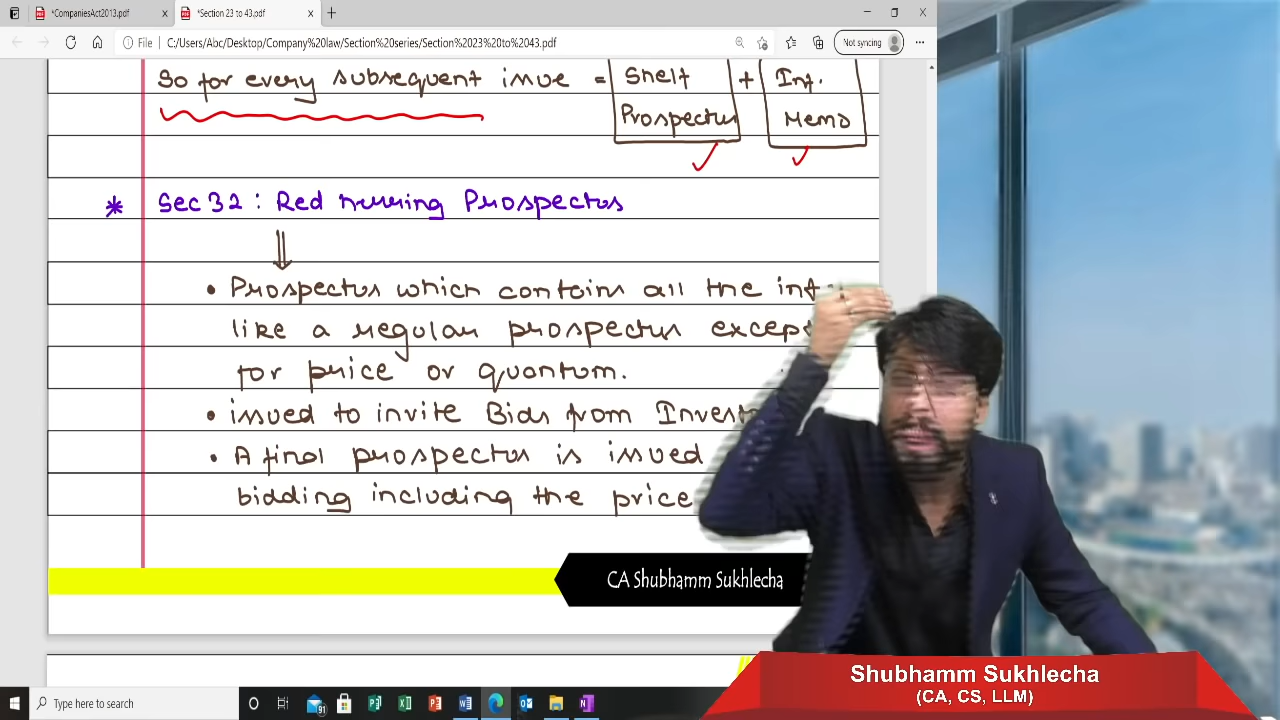 *CompaniesAct2013.pdf
*Section 23 to 43.pdf
File C:/Users/Abc/Desktop/Company%20law/Section%20series/Section%2023%20to%2043.pdf
Not syncing
So for every subsequent issue = Shelf Prospectus + Inf. Memo
* Sec 32 : Red herring Prospectus
• Prospectus which contains all the
like a regular prospectus except
for price or quantum.
• issued to invite Bids from
• A final prospectus is issued
bidding including the price
CA Shubhamm Sukhlecha
Shubhamm Sukhlecha
(CA, CS, LLM)
Type here to search
91